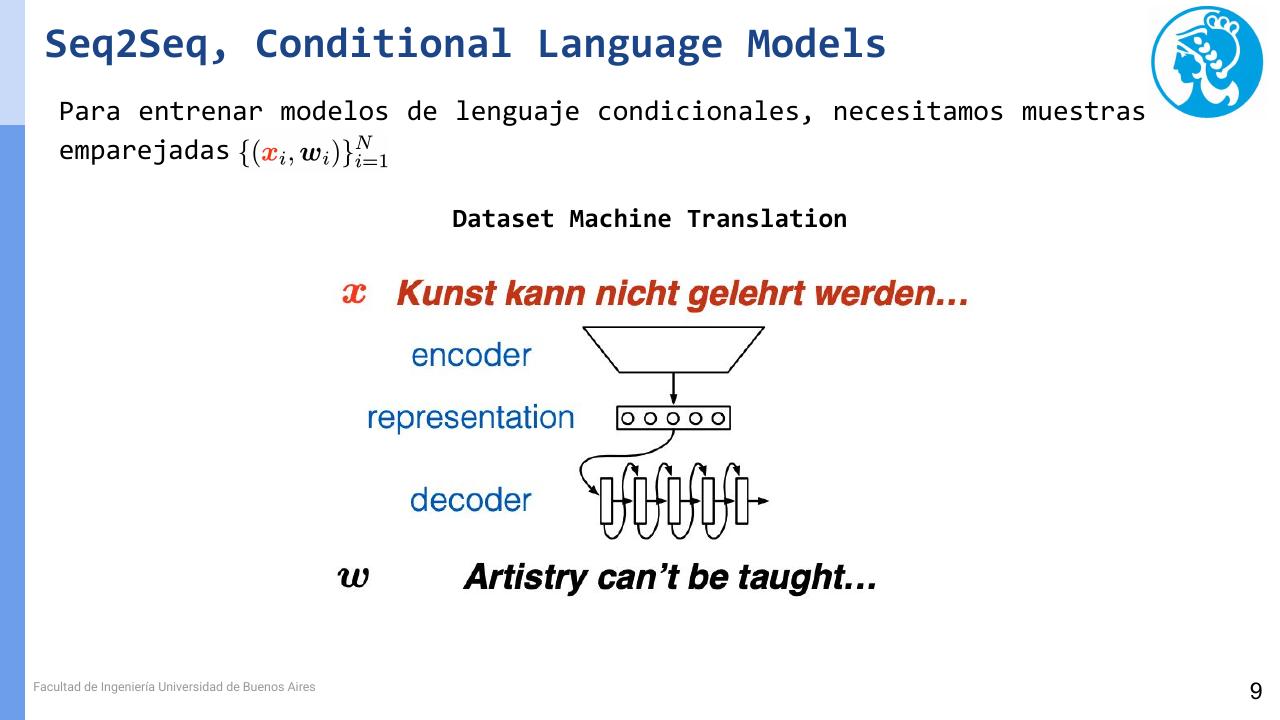 Seq2Seq, Conditional Language Models
Para entrenar modelos de lenguaje condicionales, necesitamos muestras
emparejadas {(x_i, w_i)}_{i=1}^N
Dataset Machine Translation
x Kunst kann nicht gelehrt werden…
encoder
representation
decoder
w Artistry can't be taught…
Facultad de Ingeniería Universidad de Buenos Aires
9